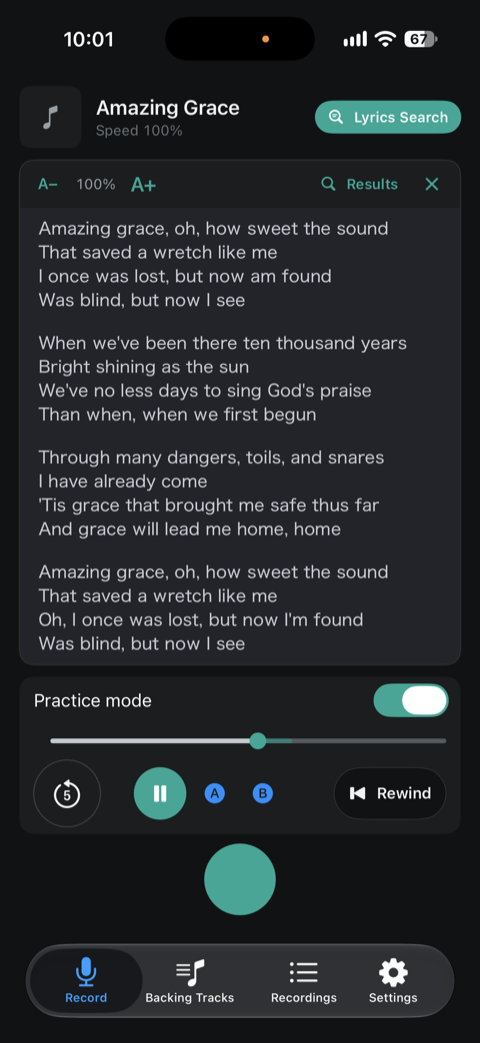 10:01
67
Amazing Grace
Speed 100%
Lyrics Search
A− 100% A+ Results
Amazing grace, oh, how sweet the sound
That saved a wretch like me
I once was lost, but now am found
Was blind, but now I see
When we've been there ten thousand years
Bright shining as the sun
We've no less days to sing God's praise
Than when, when we first begun
Through many dangers, toils, and snares
I have already come
'Tis grace that brought me safe thus far
And grace will lead me home, home
Amazing grace, oh, how sweet the sound
That saved a wretch like me
Oh, I once was lost, but now I'm found
Was blind, but now I see
Practice mode
5 A B Rewind
Record Backing Tracks Recordings Settings